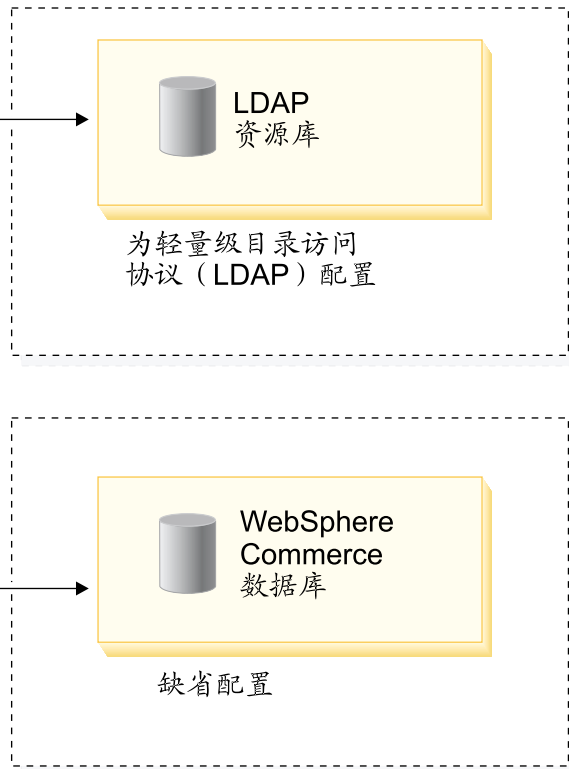 LDAP
资源库
为轻量级目录访问
协议（LDAP）配置
WebSphere
Commerce
数据库
缺省配置